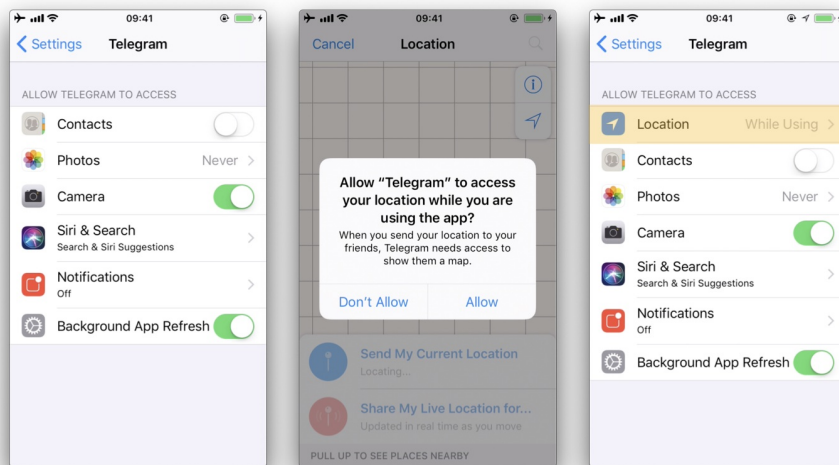 09:41
Settings Telegram
ALLOW TELEGRAM TO ACCESS
Contacts
Photos Never
Camera
Siri & Search
Search & Siri Suggestions
Notifications
Off
Background App Refresh
09:41
Cancel Location
Allow “Telegram” to access
your location while you are
using the app?
When you send your location to your
friends, Telegram needs access to
show them a map.
Don't Allow Allow
Send My Current Location
Locating...
Share My Live Location for...
Updated in real time as you move
PULL UP TO SEE PLACES NEARBY
09:41
Settings Telegram
ALLOW TELEGRAM TO ACCESS
Location While Using
Contacts
Photos Never
Camera
Siri & Search
Search & Siri Suggestions
Notifications
Off
Background App Refresh